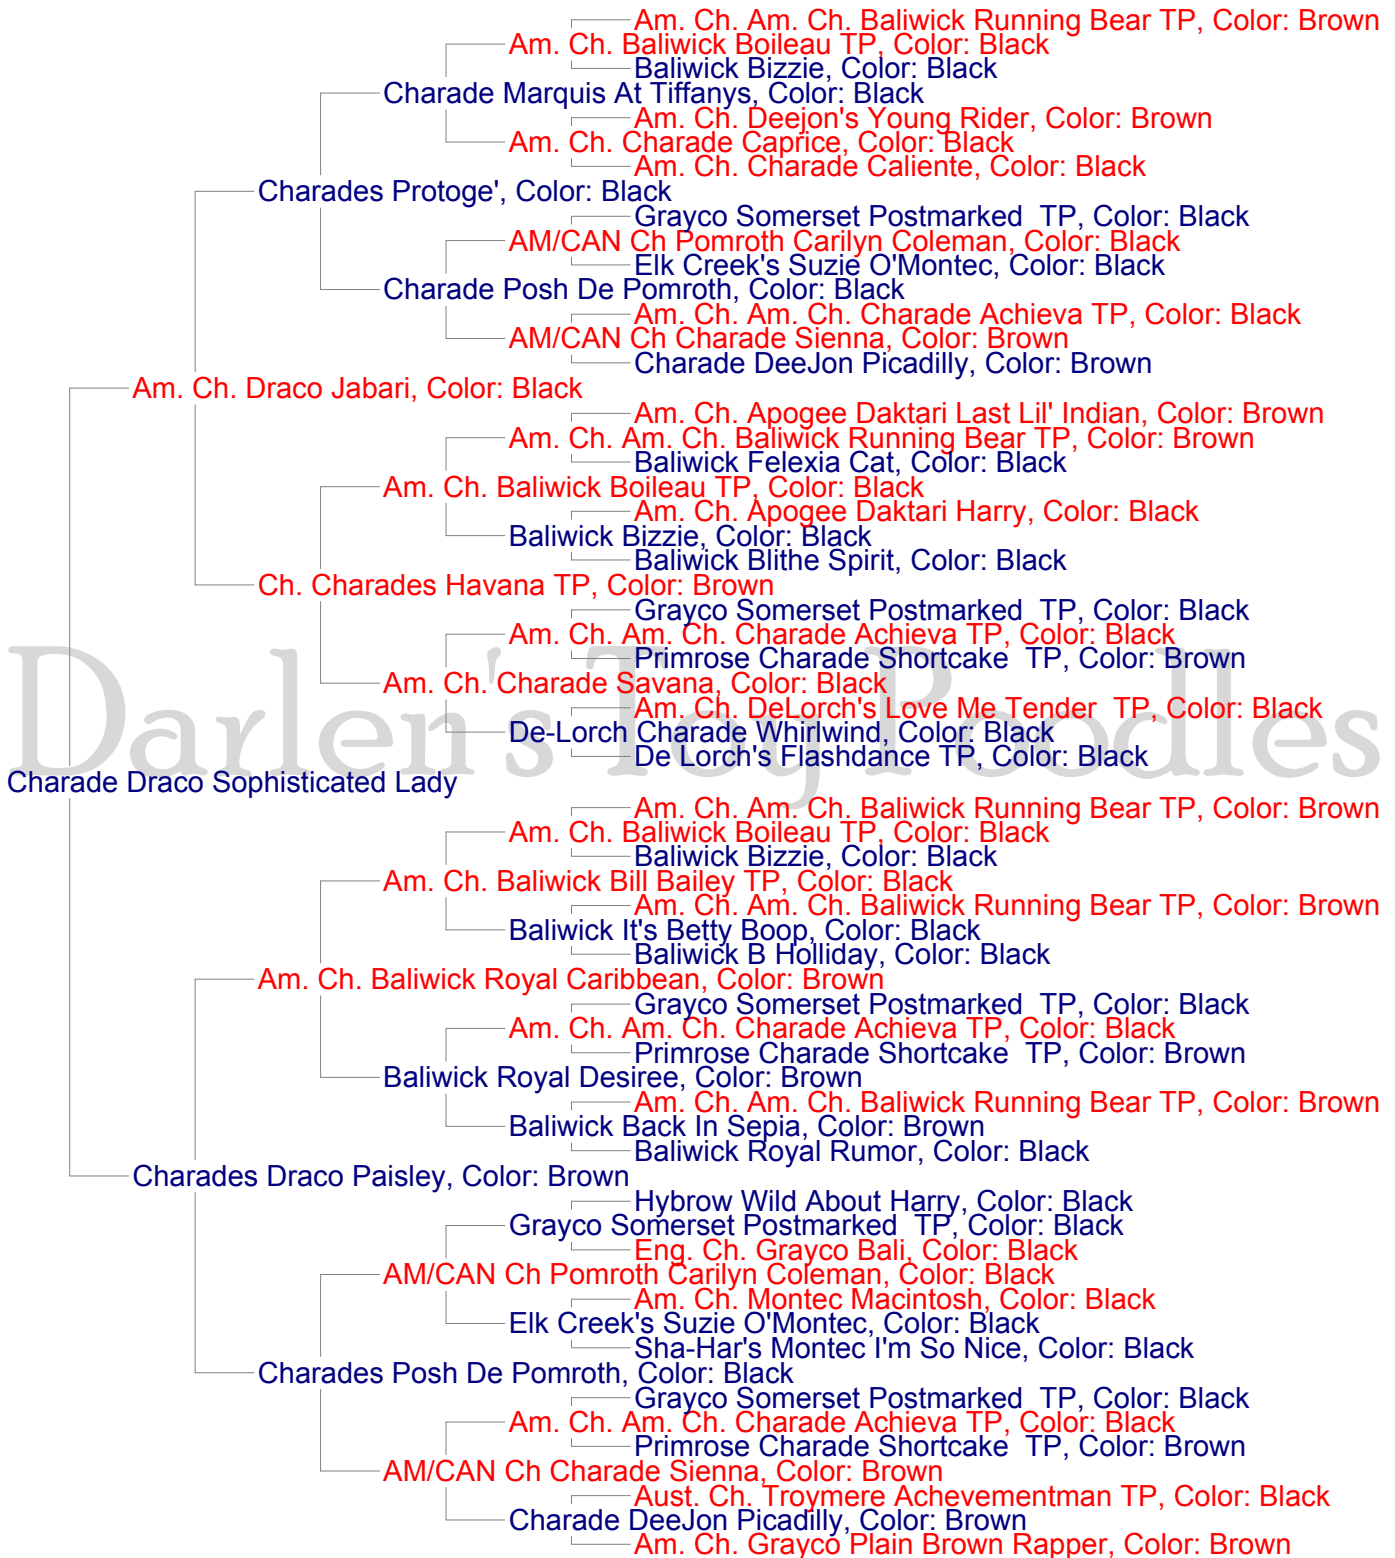 Am. Ch. Am. Ch. Baliwick Running Bear TP, Color: Brown
Am. Ch. Baliwick Boileau TP, Color: Black
Baliwick Bizzie, Color: Black
Charade Marquis At Tiffanys, Color: Black
Am. Ch. Deejon's Young Rider, Color: Brown
Am. Ch. Charade Caprice, Color: Black
Am. Ch. Charade Caliente, Color: Black
Charades Protoge', Color: Black
Grayco Somerset Postmarked  TP, Color: Black
AM/CAN Ch Pomroth Carilyn Coleman, Color: Black
Elk Creek's Suzie O'Montec, Color: Black
Charade Posh De Pomroth, Color: Black
Am. Ch. Am. Ch. Charade Achieva TP, Color: Black
AM/CAN Ch Charade Sienna, Color: Brown
Charade DeeJon Picadilly, Color: Brown
Am. Ch. Draco Jabari, Color: Black
Am. Ch. Apogee Daktari Last Lil' Indian, Color: Brown
Am. Ch. Am. Ch. Baliwick Running Bear TP, Color: Brown
Baliwick Felexia Cat, Color: Black
Am. Ch. Baliwick Boileau TP, Color: Black
Am. Ch. Apogee Daktari Harry, Color: Black
Baliwick Bizzie, Color: Black
Baliwick Blithe Spirit, Color: Black
Ch. Charades Havana TP, Color: Brown
Grayco Somerset Postmarked  TP, Color: Black
Am. Ch. Am. Ch. Charade Achieva TP, Color: Black
Primrose Charade Shortcake  TP, Color: Brown
Am. Ch. Charade Savana, Color: Black
Am. Ch. DeLorch's Love Me Tender  TP, Color: Black
De-Lorch Charade Whirlwind, Color: Black
De Lorch's Flashdance TP, Color: Black
Darlen's Toy Poodles
Charade Draco Sophisticated Lady
Am. Ch. Am. Ch. Baliwick Running Bear TP, Color: Brown
Am. Ch. Baliwick Boileau TP, Color: Black
Baliwick Bizzie, Color: Black
Am. Ch. Baliwick Bill Bailey TP, Color: Black
Am. Ch. Am. Ch. Baliwick Running Bear TP, Color: Brown
Baliwick It's Betty Boop, Color: Black
Baliwick B Holliday, Color: Black
Am. Ch. Baliwick Royal Caribbean, Color: Brown
Grayco Somerset Postmarked  TP, Color: Black
Am. Ch. Am. Ch. Charade Achieva TP, Color: Black
Primrose Charade Shortcake  TP, Color: Brown
Baliwick Royal Desiree, Color: Brown
Am. Ch. Am. Ch. Baliwick Running Bear TP, Color: Brown
Baliwick Back In Sepia, Color: Brown
Baliwick Royal Rumor, Color: Black
Charades Draco Paisley, Color: Brown
Hybrow Wild About Harry, Color: Black
Grayco Somerset Postmarked  TP, Color: Black
Eng. Ch. Grayco Bali, Color: Black
AM/CAN Ch Pomroth Carilyn Coleman, Color: Black
Am. Ch. Montec Macintosh, Color: Black
Elk Creek's Suzie O'Montec, Color: Black
Sha-Har's Montec I'm So Nice, Color: Black
Charades Posh De Pomroth, Color: Black
Grayco Somerset Postmarked  TP, Color: Black
Am. Ch. Am. Ch. Charade Achieva TP, Color: Black
Primrose Charade Shortcake  TP, Color: Brown
AM/CAN Ch Charade Sienna, Color: Brown
Aust. Ch. Troymere Achevementman TP, Color: Black
Charade DeeJon Picadilly, Color: Brown
Am. Ch. Grayco Plain Brown Rapper, Color: Brown